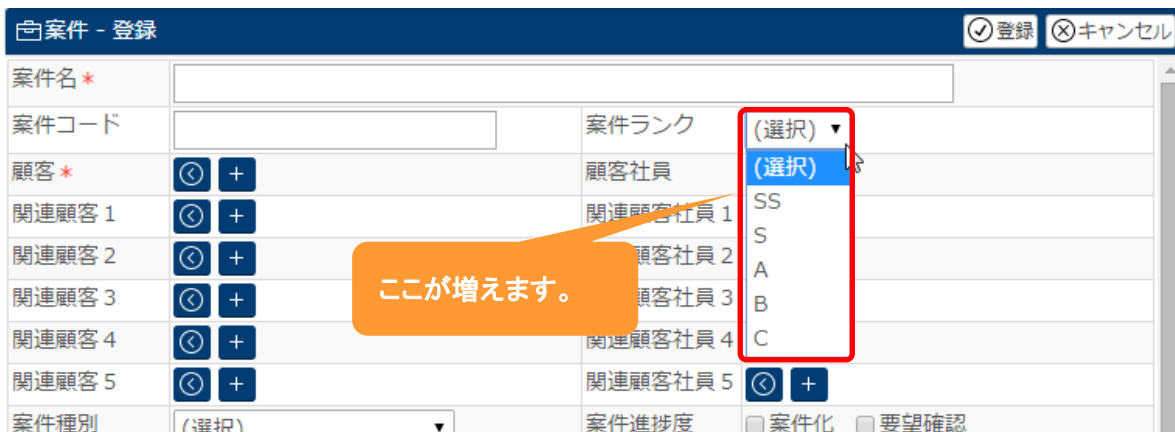 案件 - 登録 登録 キャンセル
案件名 *
案件コード 案件ランク (選択)
(選択)
SS
S
A
B
C
顧客 * 顧客社員
関連顧客 1 関連顧客社員 1
関連顧客 2 顧客社員 2
関連顧客 3 顧客社員 3
関連顧客 4 関連顧客社員 4
関連顧客 5 関連顧客社員 5
ここが増えます。
案件種別 (選択) 案件進捗度 案件化 要望確認